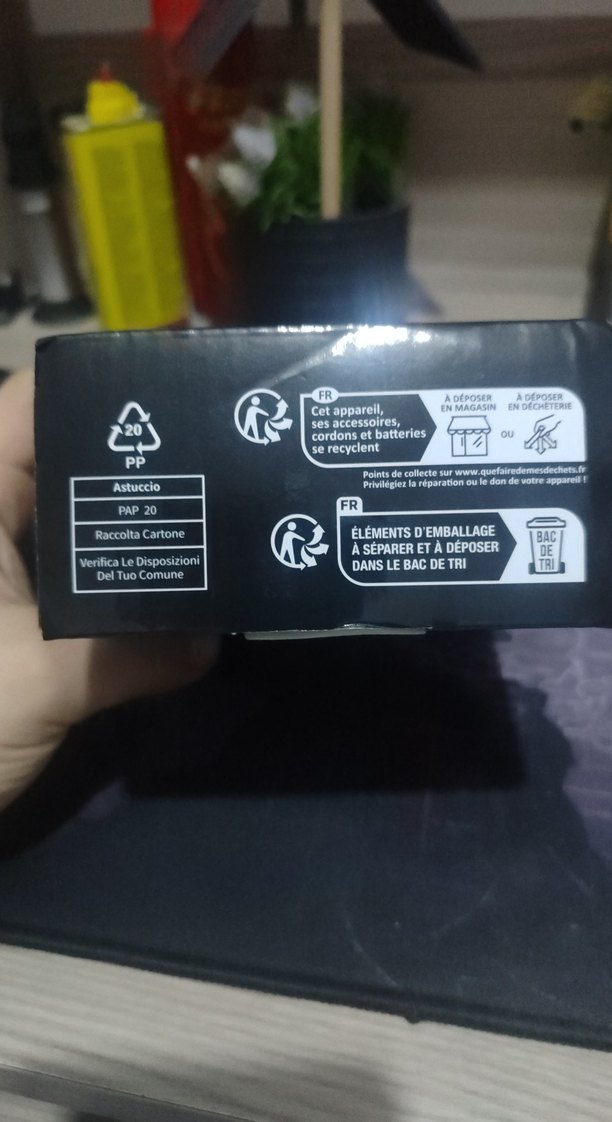 20
PP
Astuccio
PAP 20
Raccolta Cartone
Verifica Le Disposizioni
Del Tuo Comune
FR
Cet appareil,
ses accessoires,
cordons et batteries
se recyclent
À DÉPOSER
EN MAGASIN
OU
À DÉPOSER
EN DÉCHÈTERIE
Points de collecte sur www.quefairedemesdechets.fr
Privilégiez la réparation ou le don de votre appareil !
FR
ÉLÉMENTS D'EMBALLAGE
À SÉPARER ET À DÉPOSER
DANS LE BAC DE TRI
BAC
DE
TRI